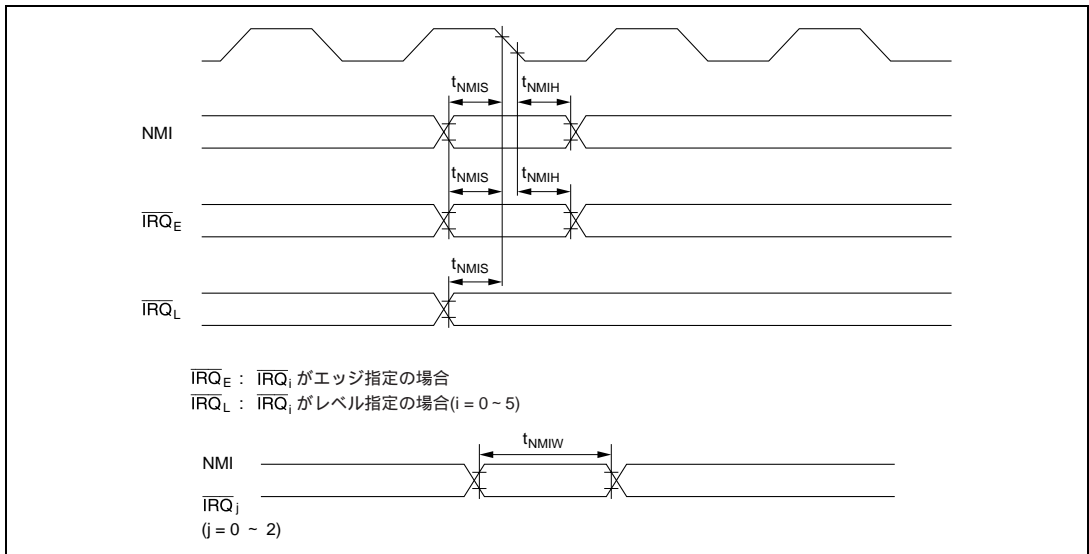 tNMIS tNMIH
NMI
tNMIS tNMIH
IRQE
tNMIS
IRQL
IRQE : IRQi がエッジ指定の場合
IRQL : IRQi がレベル指定の場合(i = 0 ~ 5)
tNMIW
NMI
IRQj
(j = 0 ~ 2)